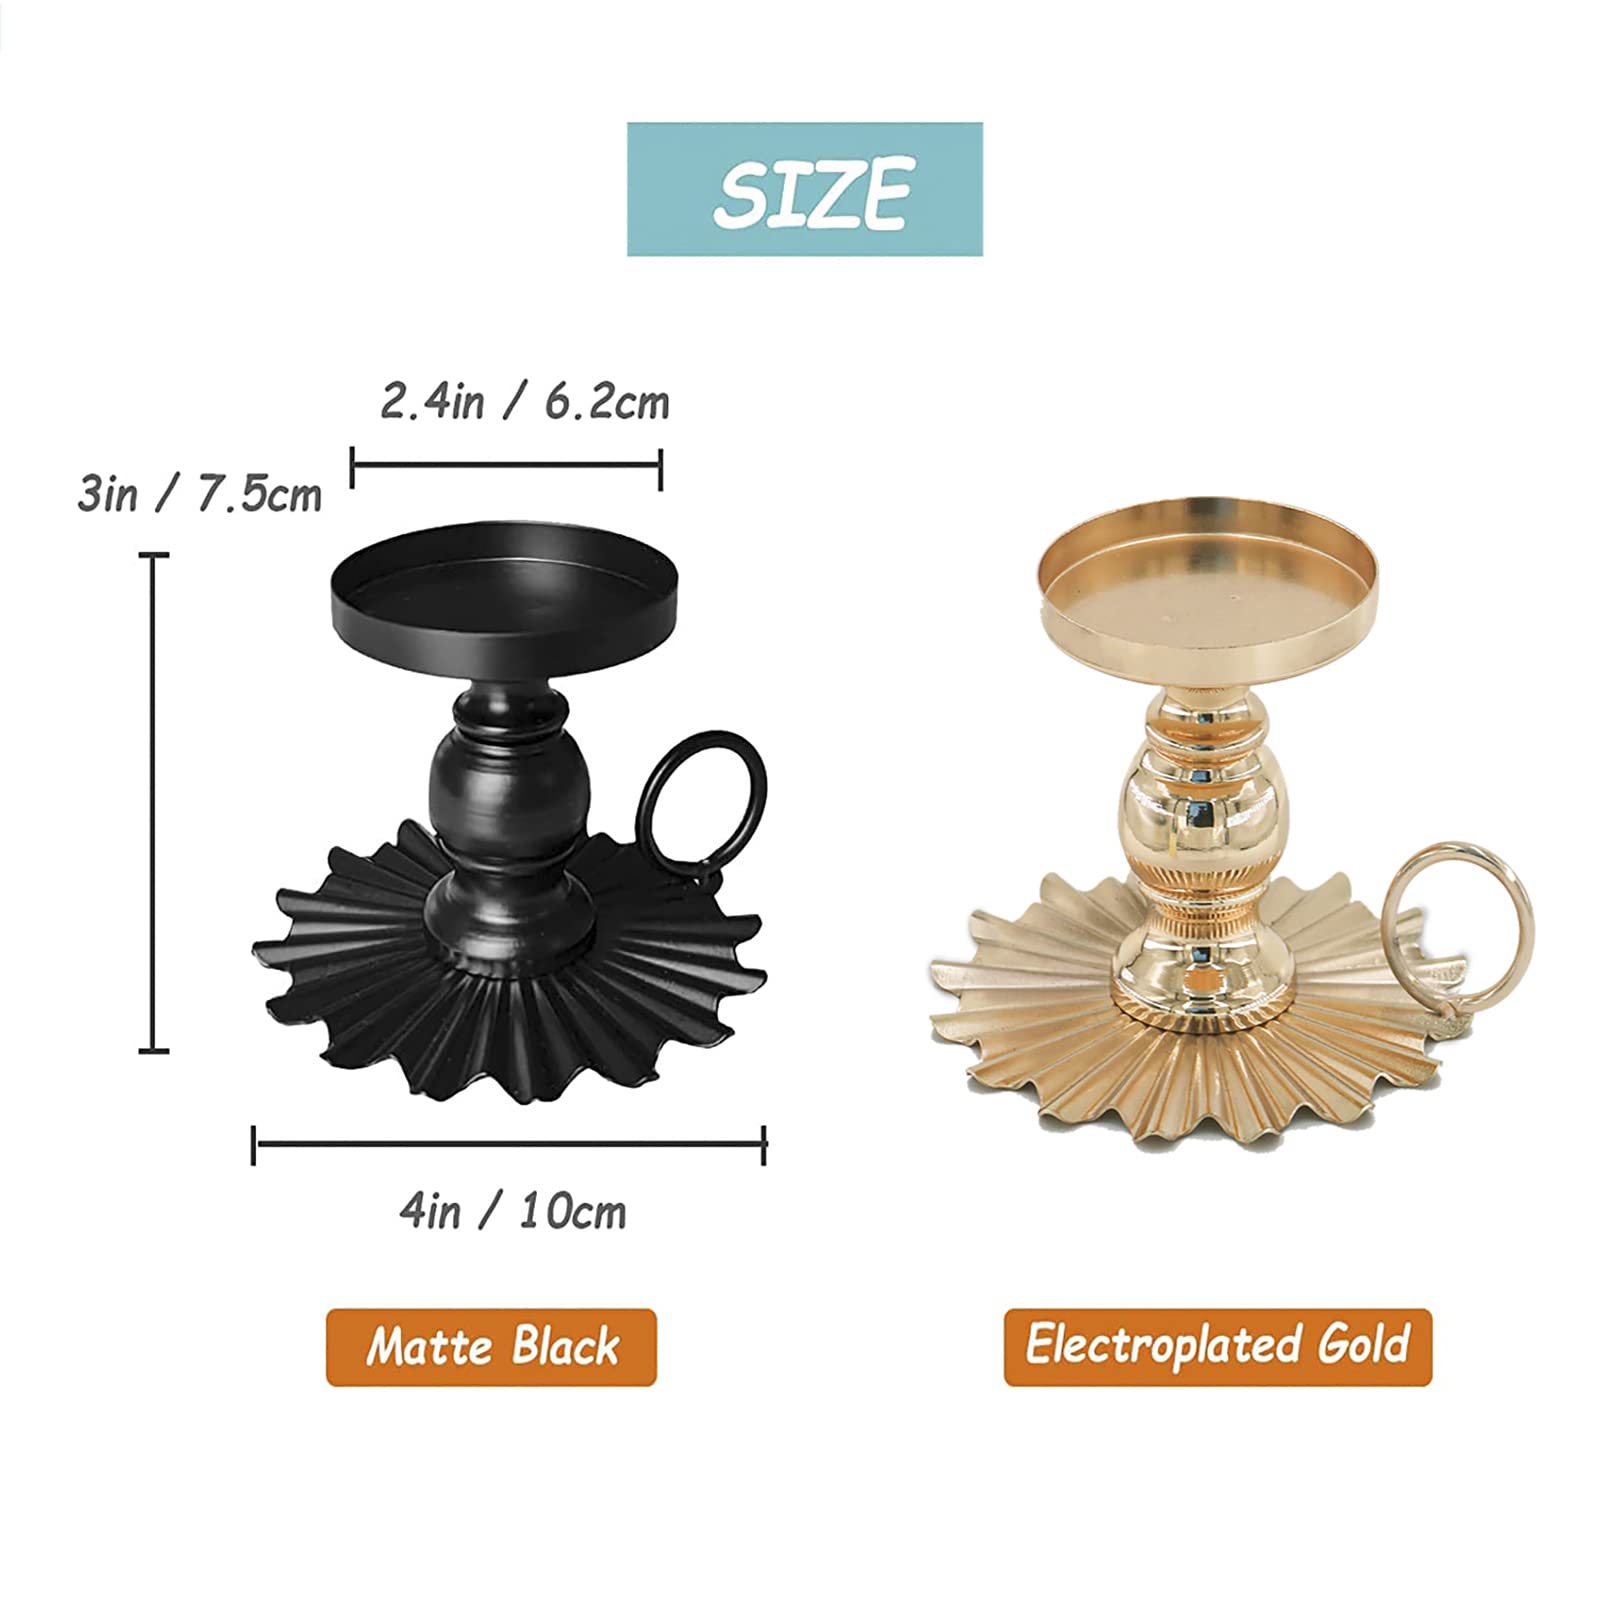 SIZE
2.4in / 6.2cm
3in / 7.5cm
4in / 10cm
Matte Black
Electroplated Gold